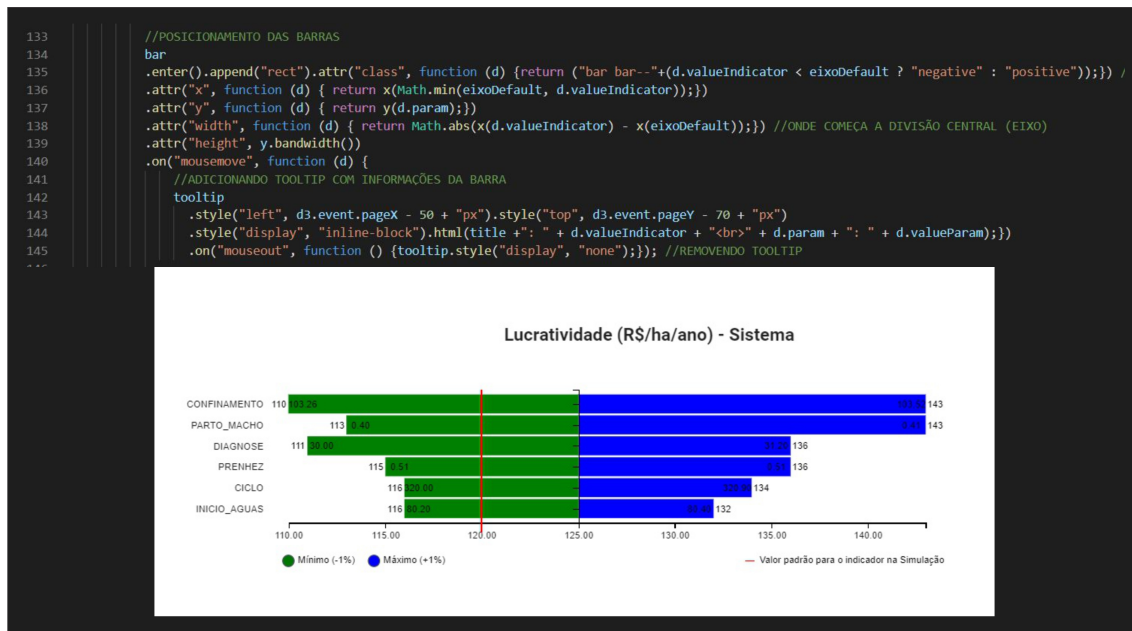 133 //POSICIONAMENTO DAS BARRAS
134 bar
135 .enter().append("rect").attr("class", function (d) {return ("bar bar--"+(d.valueIndicator < eixoDefault ? "negative" : "positive"));}) /
136 .attr("x", function (d) { return x(Math.min(eixoDefault, d.valueIndicator));})
137 .attr("y", function (d) { return y(d.param);})
138 .attr("width", function (d) { return Math.abs(x(d.valueIndicator) - x(eixoDefault));}) //ONDE COMEÇA A DIVISÃO CENTRAL (EIXO)
139 .attr("height", y.bandwidth())
140 .on("mousemove", function (d) {
141 //ADICIONANDO TOOLTIP COM INFORMAÇÕES DA BARRA
142 tooltip
143 .style("left", d3.event.pageX - 50 + "px").style("top", d3.event.pageY - 70 + "px")
144 .style("display", "inline-block").html(title +": " + d.valueIndicator + "<br>" + d.param + ": " + d.valueParam);})
145 .on("mouseout", function () {tooltip.style("display", "none");}); //REMOVENDO TOOLTIP
Lucratividade (R$/ha/ano) - Sistema
CONFINAMENTO 110 103.26 143
PARTO_MACHO 113 0.40 143
DIAGNOSE 111 30.00 136
PRENHEZ 115 0.51 136
CICLO 116 320.00 134
INICIO_AGUAS 116 80.20 132
110.00 115.00 120.00 125.00 130.00 135.00 140.00
Mínimo (-1%) Máximo (+1%) Valor padrão para o indicador na Simulação